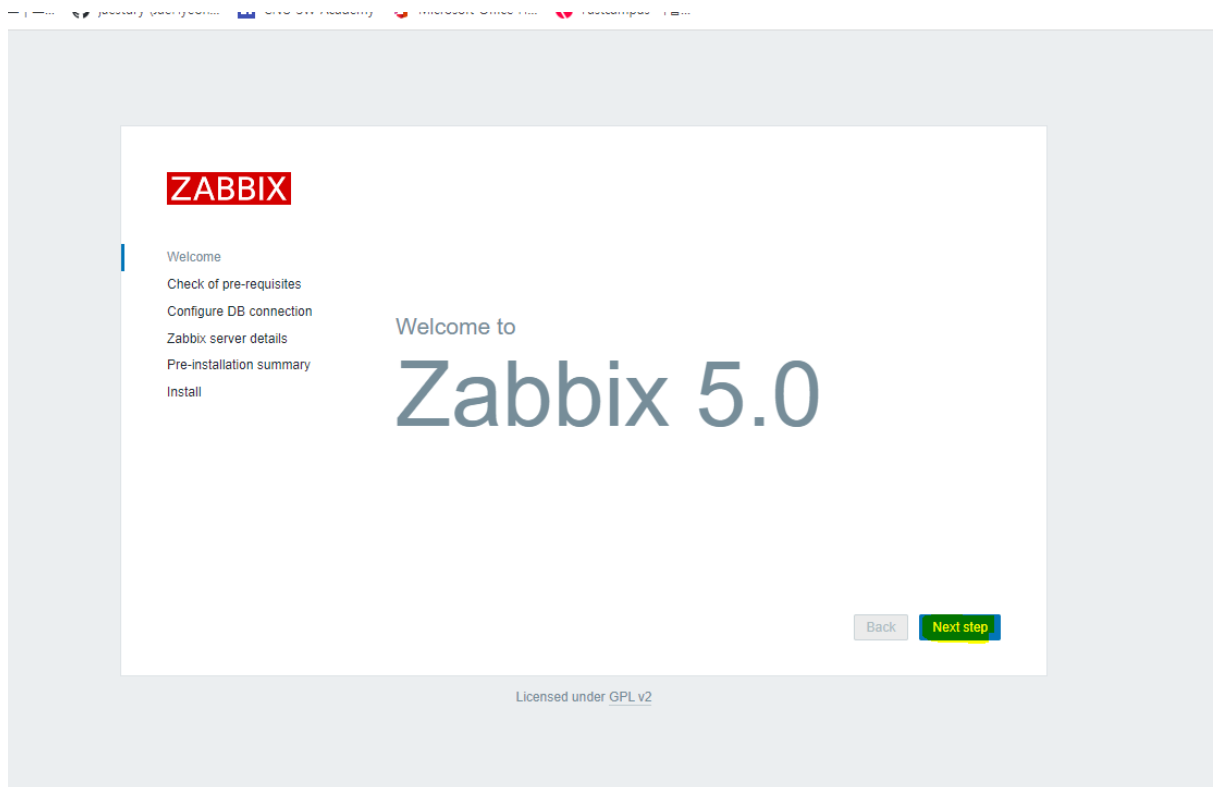 ZABBIX
Welcome
Check of pre-requisites
Configure DB connection
Zabbix server details
Pre-installation summary
Install
Welcome to
Zabbix 5.0
Back
Next step
Licensed under GPL v2